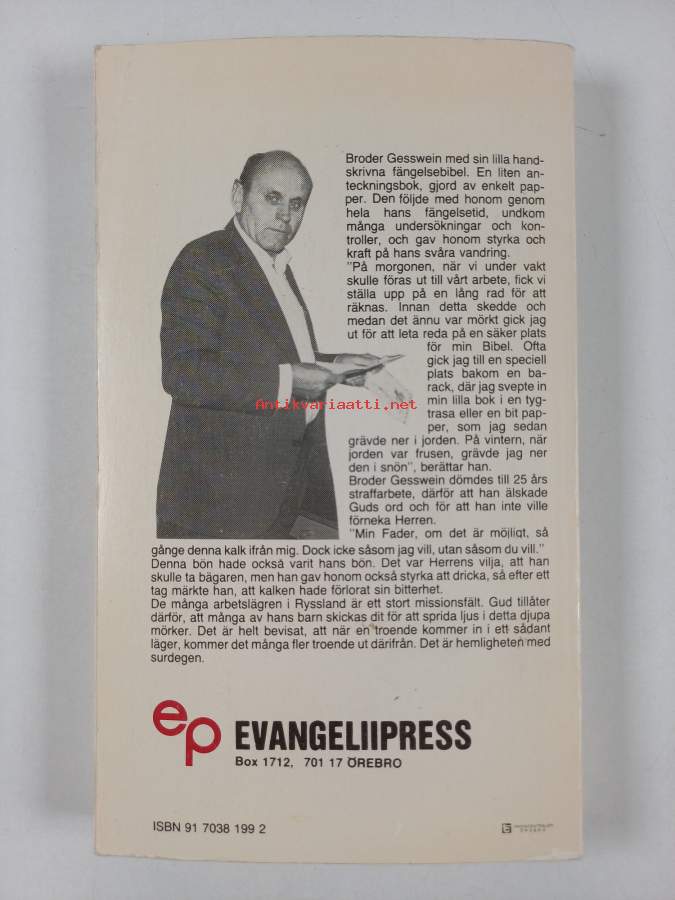 Broder Gesswein med sin lilla hand-
skrivna fängelsebibel. En liten an-
teckningsbok, gjord av enkelt pap-
per. Den följde med honom genom
hela hans fängelsetid, undkom
många undersökningar och kon-
troller, och gav honom styrka och
kraft på hans svåra vandring.
"På morgonen, när vi under vakt
skulle föras ut till vårt arbete, fick vi
ställa upp på en lång rad för att
räknas. Innan detta skedde och
medan det ännu var mörkt gick jag
ut för att leta reda på en säker plats
för min Bibel. Ofta
gick jag till en speciell
plats bakom en ba-
rack, där jag svepte in
min lilla bok i en tyg-
trasa eller en bit pap-
per, som jag sedan
grävde ner i jorden. På vintern, när
jorden var frusen, grävde jag ner
den i snön", berättar han.
Broder Gesswein dömdes till 25 års
straffarbete, därför att han älskade
Guds ord och för att han inte ville
förneka Herren.
"Min Fader, om det är möjligt, så
gånge denna kalk ifrån mig. Dock icke såsom jag vill, utan såsom du vill."
Denna bön hade också varit hans bön. Det var Herrens vilja, att han
skulle ta bägaren, men han gav honom också styrka att dricka, så efter ett
tag märkte han, att kalken hade förlorat sin bitterhet.
De många arbetslägren i Ryssland är ett stort missionsfält. Gud tillåter
därför, att många av hans barn skickas dit för att sprida ljus i detta djupa
mörker. Det är helt bevisat, att när en troende kommer in i ett sådant
läger, kommer det många fler troende ut därifrån. Det är hemligheten med
surdegen.
Antikvariaatti.net
ep EVANGELIIPRESS
Box 1712, 701 17 ÖREBRO
ISBN 91 7038 199 2